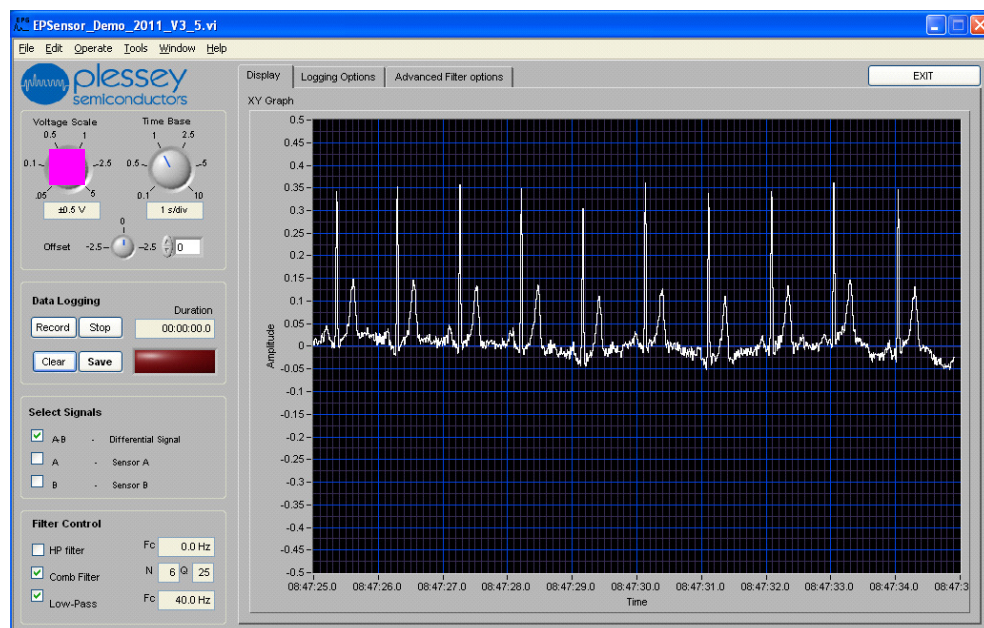 EPSensor_Demo_2011_V3_5.vi
File Edit Operate Tools Window Help
plessey
semiconductors
Display Logging Options Advanced Filter options EXIT
XY Graph
Voltage Scale Time Base
0.5 1 1 2.5
0.1 2.5 0.5 5
.05 5 0.1 10
±0.5 V 1 s/div
0
Offset -2.5 2.5 0
Data Logging
Duration
Record Stop 00:00:00.0
Clear Save
Select Signals
A-B - Differential Signal
A - Sensor A
B - Sensor B
Filter Control
HP filter Fc 0.0 Hz
Comb Filter N 6 Q 25
Low-Pass Fc 40.0 Hz
Amplitude
0.5
0.45
0.4
0.35
0.3
0.25
0.2
0.15
0.1
0.05
0
-0.05
-0.1
-0.15
-0.2
-0.25
-0.3
-0.35
-0.4
-0.45
-0.5
08:47:25.0 08:47:26.0 08:47:27.0 08:47:28.0 08:47:29.0 08:47:30.0 08:47:31.0 08:47:32.0 08:47:33.0 08:47:34.0 08:47:3
Time